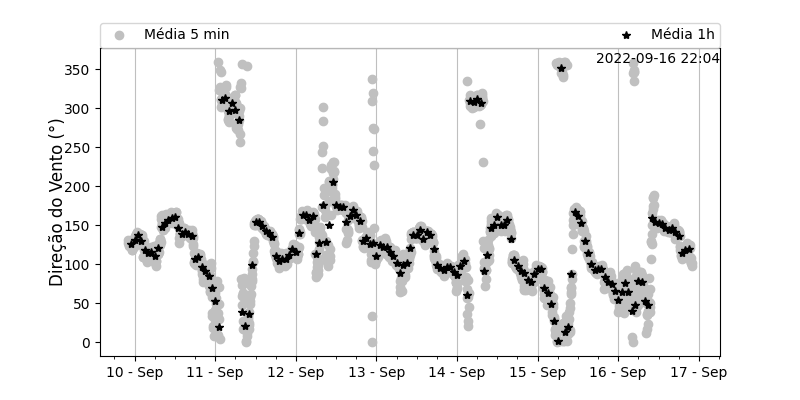 Média 5 min
Média 1h
2022-09-16 22:04
Direção do Vento (°)
350
300
250
200
150
100
50
0
10 - Sep
11 - Sep
12 - Sep
13 - Sep
14 - Sep
15 - Sep
16 - Sep
17 - Sep